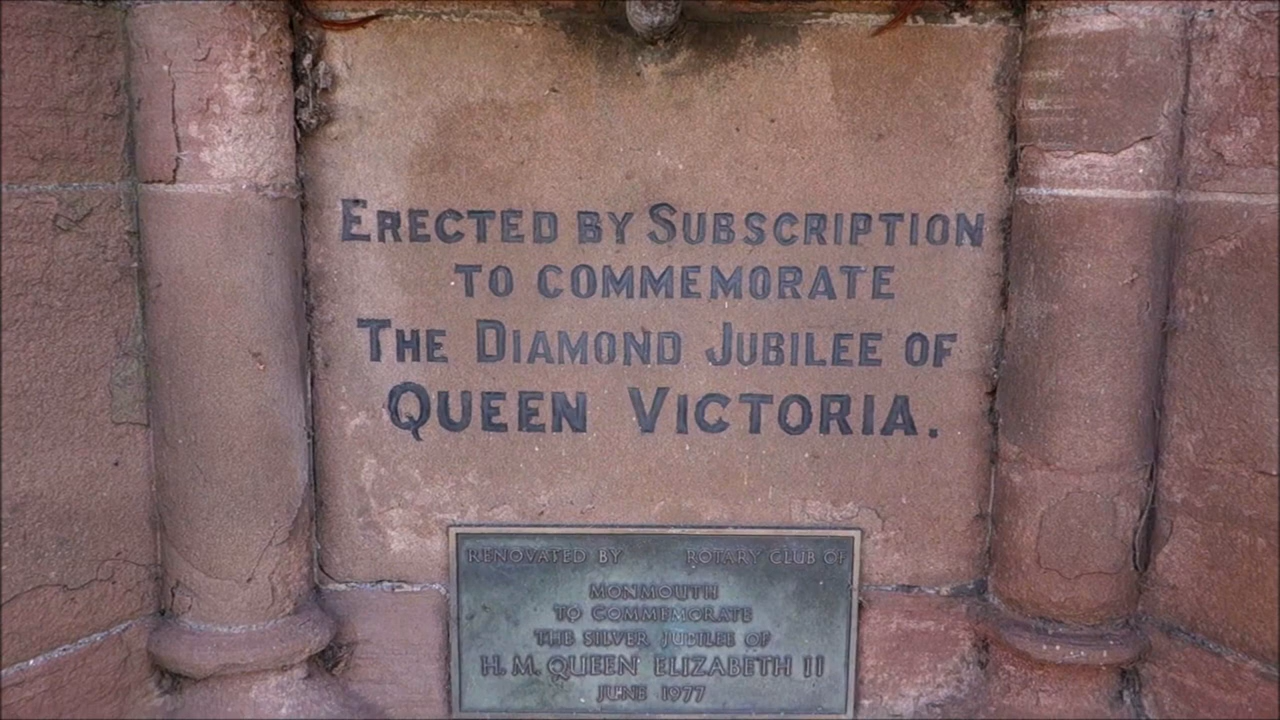 ERECTED BY SUBSCRIPTION
TO COMMEMORATE
THE DIAMOND JUBILEE OF
QUEEN VICTORIA.
RENOVATED BY ROTARY CLUB OF
MONMOUTH
TO COMMEMORATE
THE SILVER JUBILEE OF
H. M. QUEEN ELIZABETH II
JUNE 1977